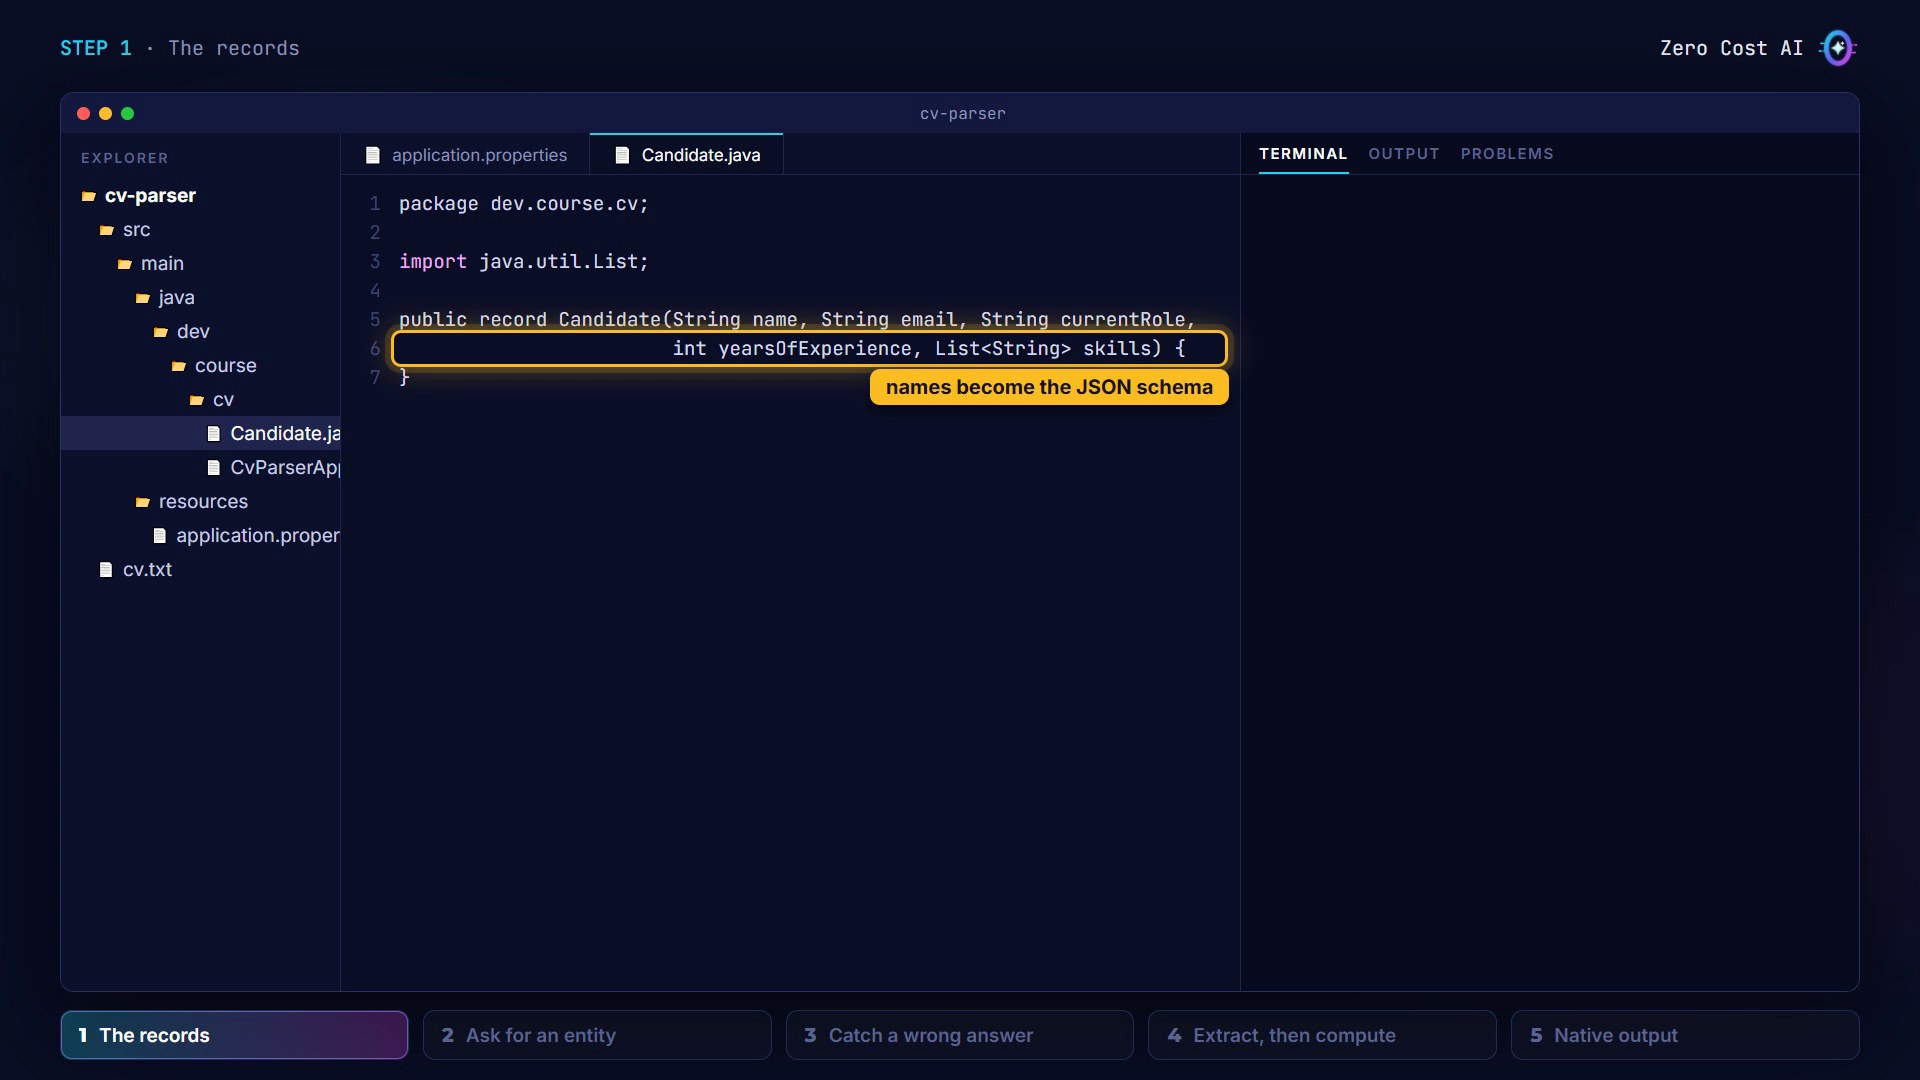 STEP 1 · The records
Zero Cost AI
cv-parser
EXPLORER
cv-parser
src
main
java
dev
course
cv
Candidate.ja
CvParserApp
resources
application.proper
cv.txt
application.properties
Candidate.java
1 package dev.course.cv;
2
3 import java.util.List;
4
5 public record Candidate(String name, String email, String currentRole,
6 int yearsOfExperience, List<String> skills) {
7 }
names become the JSON schema
TERMINAL OUTPUT PROBLEMS
1 The records
2 Ask for an entity
3 Catch a wrong answer
4 Extract, then compute
5 Native output